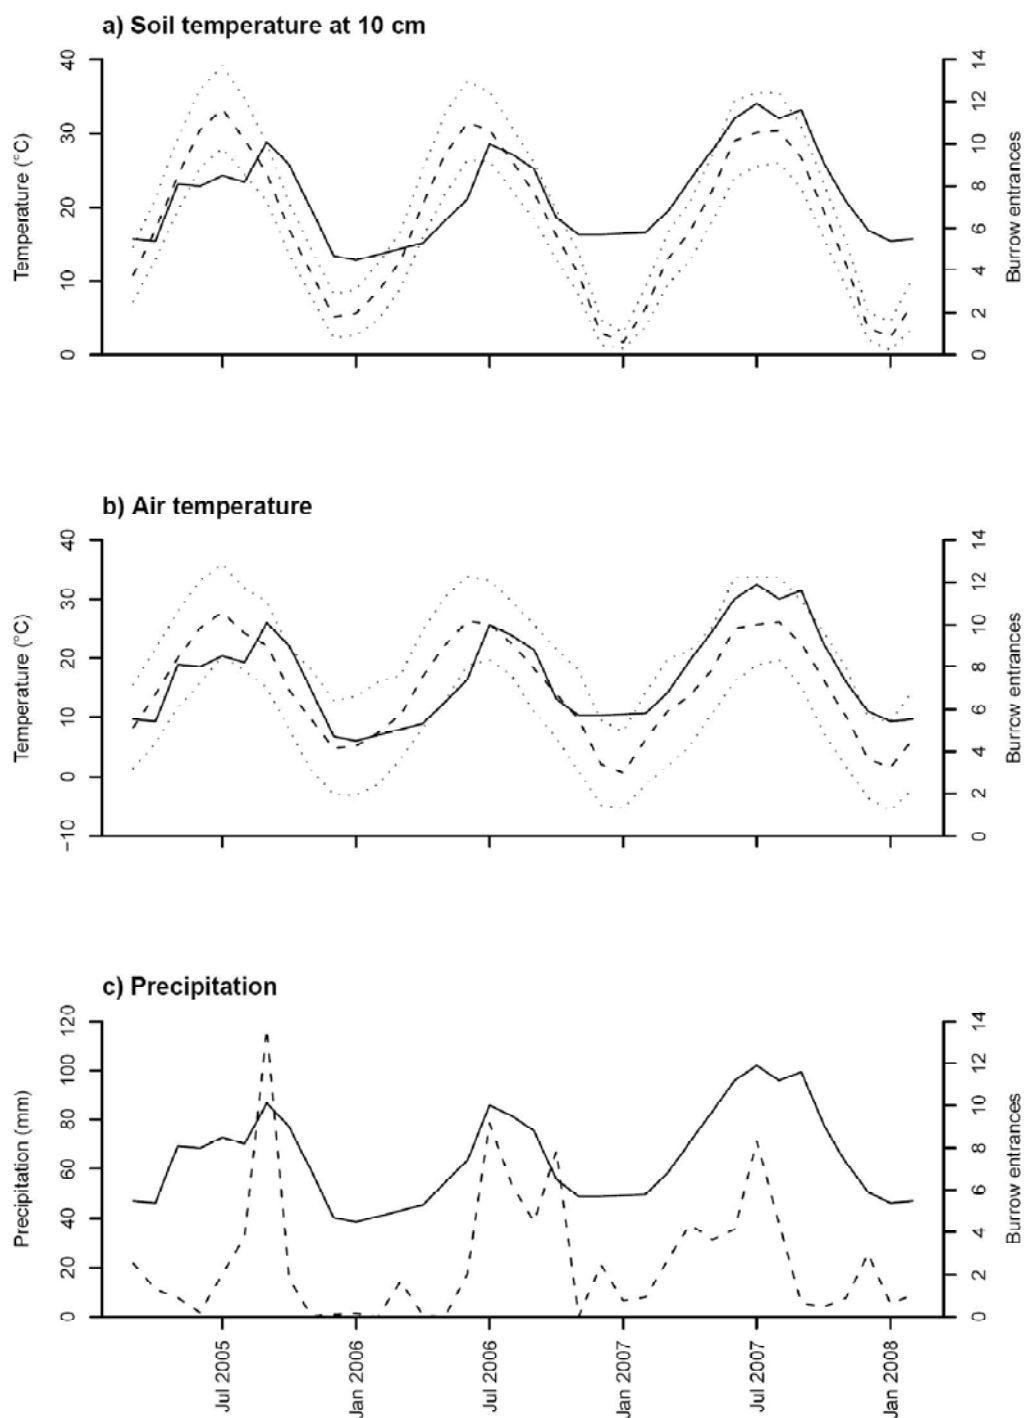 a) Soil temperature at 10 cm
Temperature (°C)
0 10 20 30 40
Burrow entrances
0 2 4 6 8 10 12 14
b) Air temperature
Temperature (°C)
−10 0 10 20 30 40
Burrow entrances
0 2 4 6 8 10 12 14
c) Precipitation
Precipitation (mm)
0 20 40 60 80 100 120
Burrow entrances
0 2 4 6 8 10 12 14
Jul 2005
Jan 2006
Jul 2006
Jan 2007
Jul 2007
Jan 2008